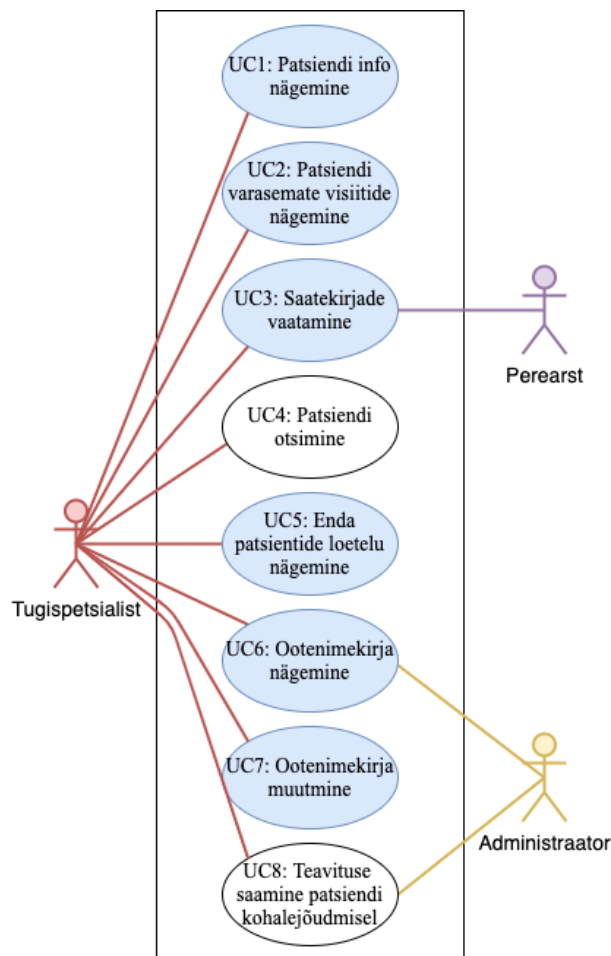 UC1: Patsiendi info
nägemine
UC2: Patsiendi
varasemate visiitide
nägemine
UC3: Saatekirjade
vaatamine
Perearst
UC4: Patsiendi
otsimine
UC5: Enda
patsientide loetelu
nägemine
Tugispetsialist
UC6: Ootenimekirja
nägemine
UC7: Ootenimekirja
muutmine
Administraator
UC8: Teavituse
saamine patsiendi
kohalejõudmisel